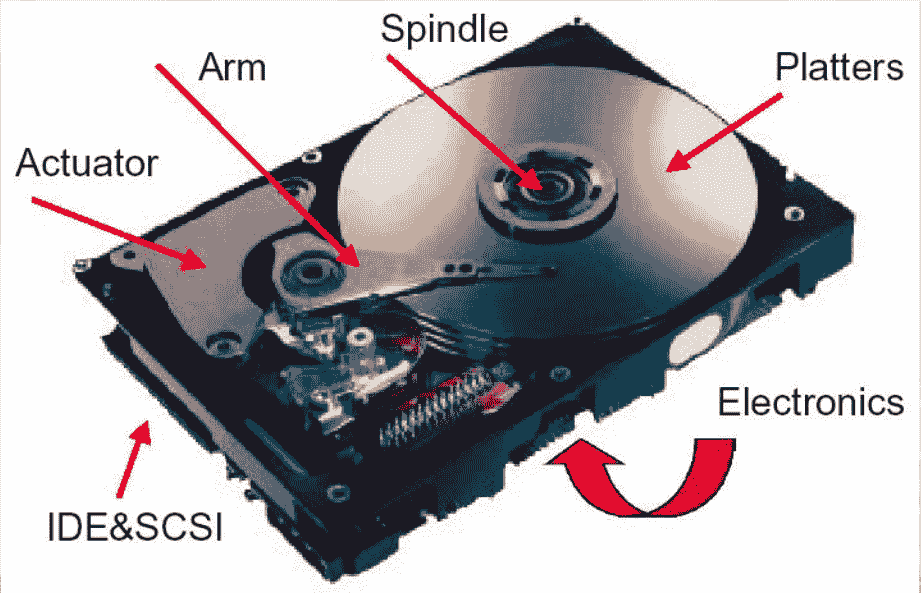 Spindle
Arm
Platters
Actuator
Electronics
IDE&SCSI